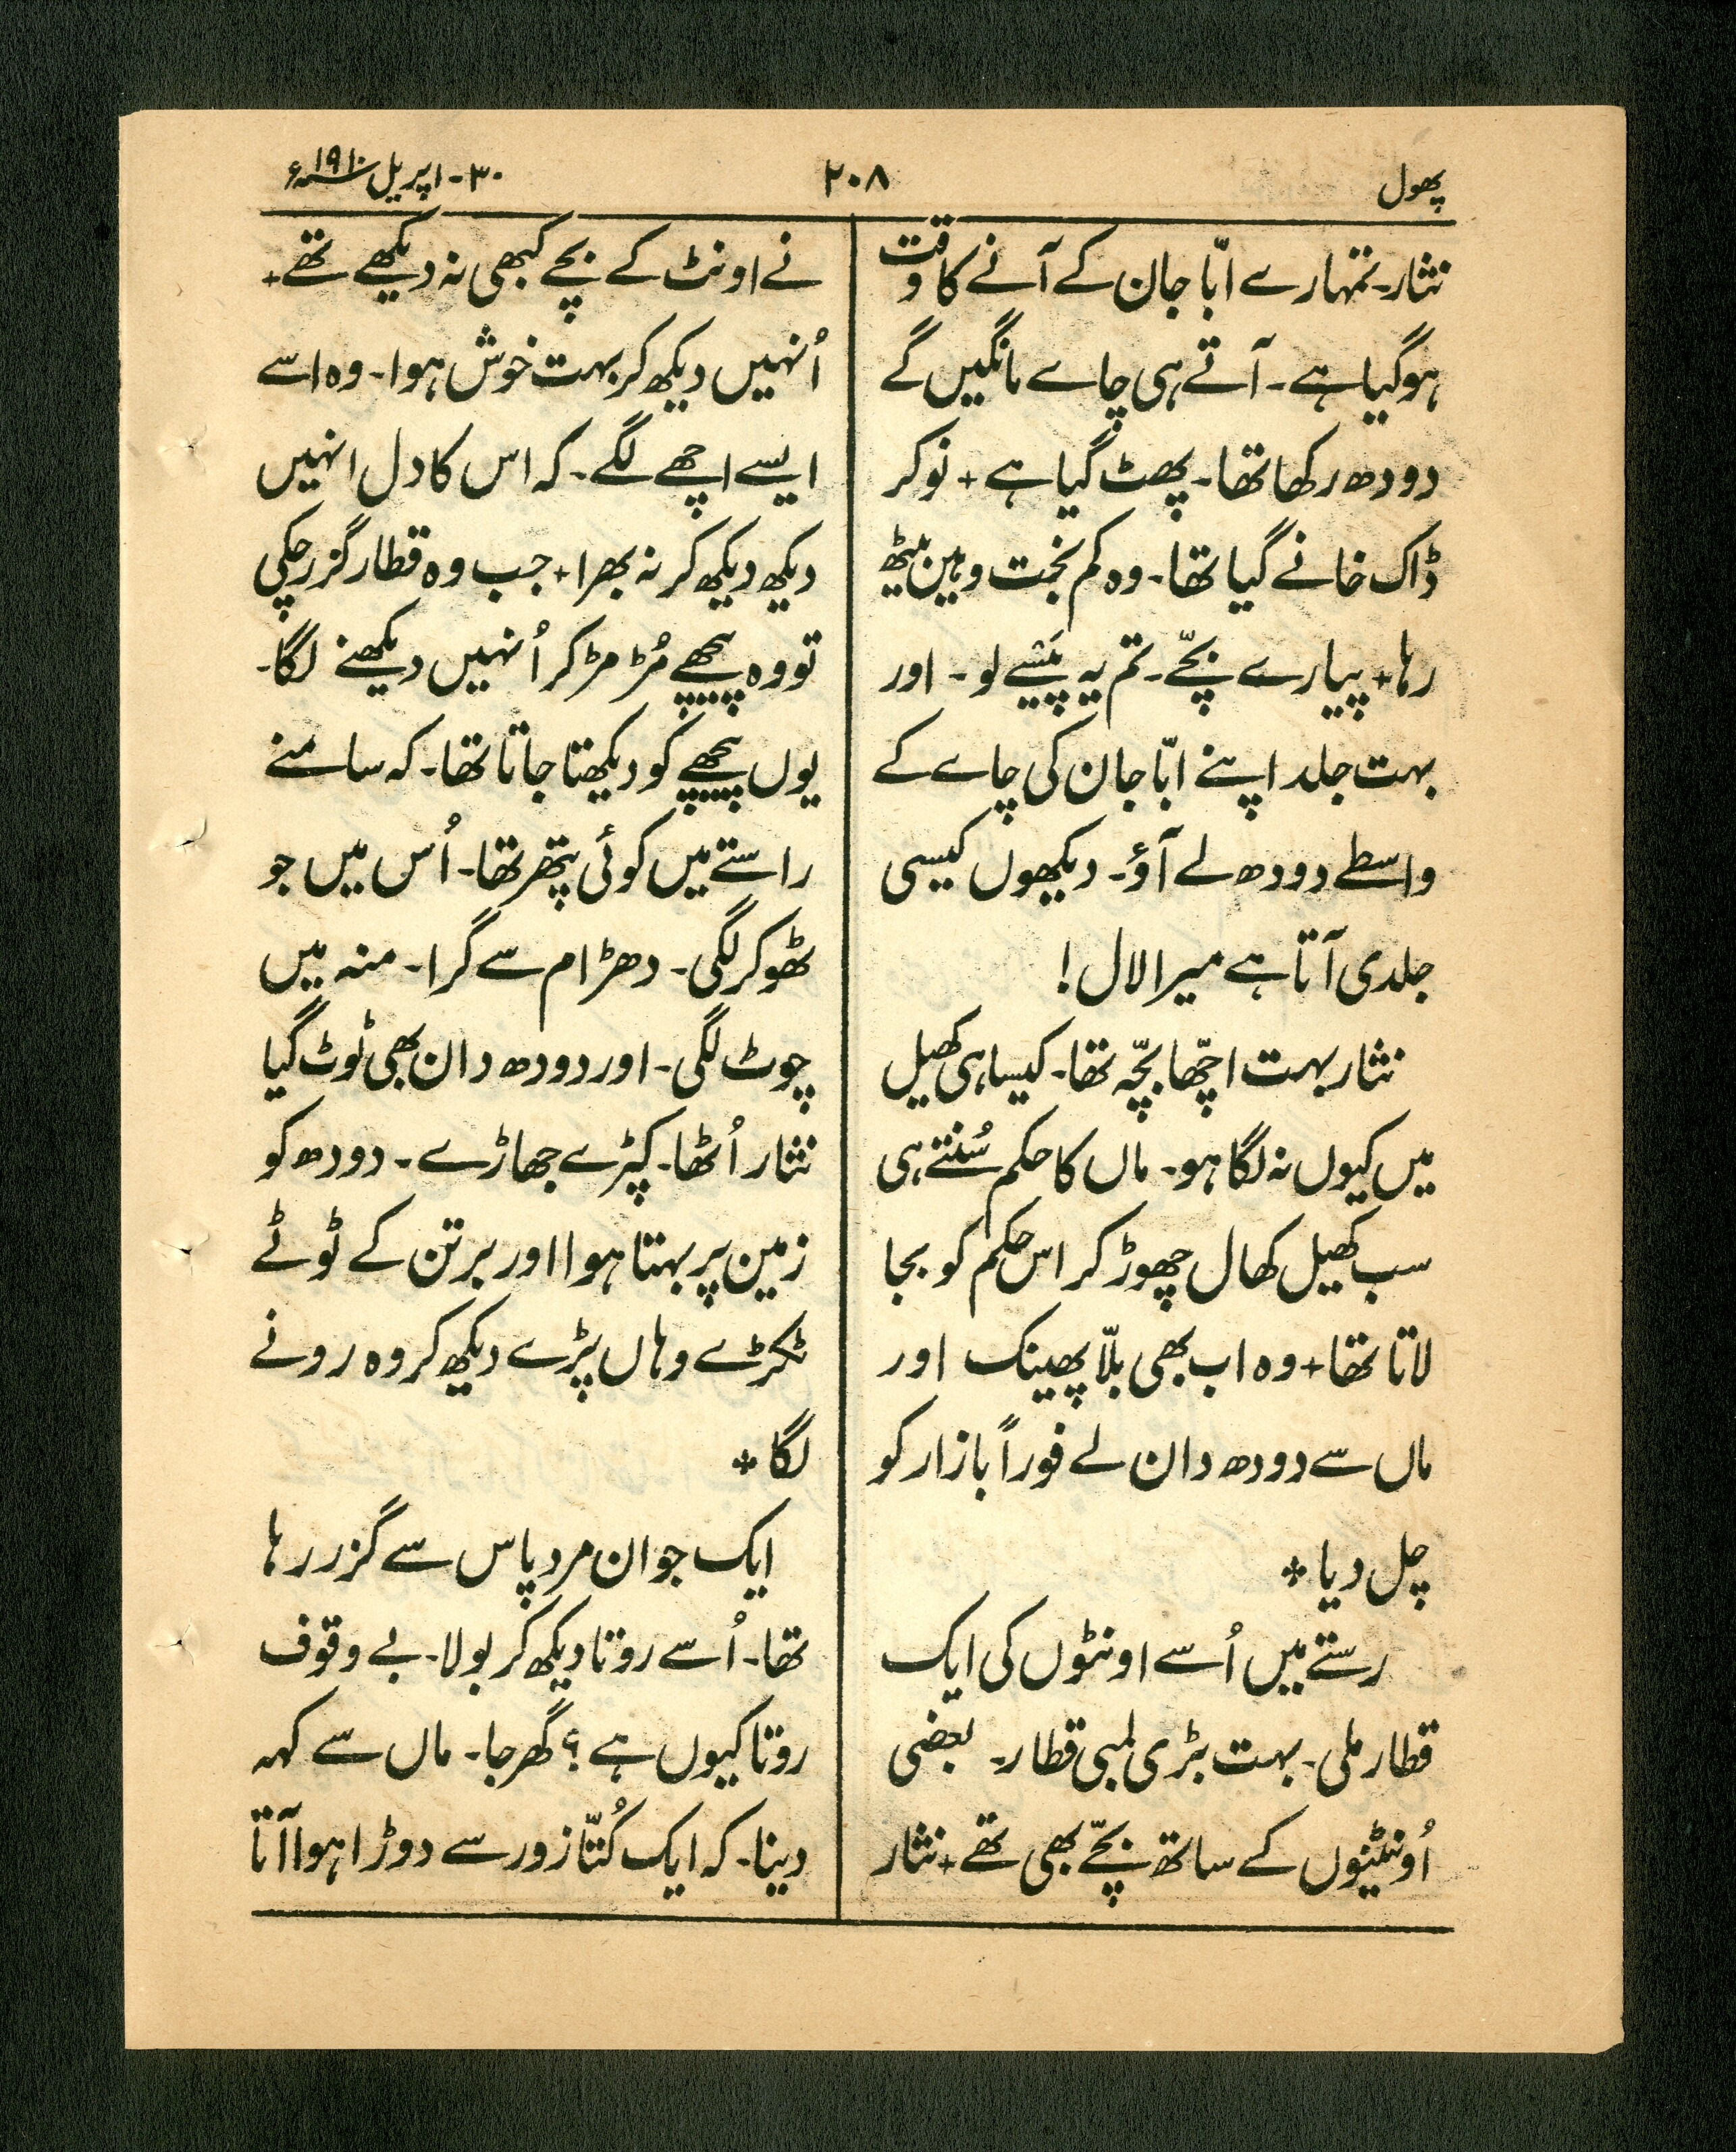 پھول
۲۰۸
۳۰-اپریل ۱۹۱۰ء
نثار۔ تمہارے ابّا جان کے آنے کا وقت
ہوگیا ہے۔ آتے ہی چاے مانگیں گے
دودھ رکھا تھا۔ پھٹ گیا ہے + نوکر
ڈاک خانے گیا تھا۔ وہ کم بخت وہیں بیٹھ
رہا + پیارے بچّے۔ تم یہ پَیسے لو۔ اور
بہت جلد اپنے ابّا جان کی چاے کے
واسطے دودھ لے آؤ۔ دیکھوں کیسی
جلدی آتا ہے میرا لال!
نثار بہت اچّھا بچّہ تھا۔ کیسا ہی کھیل
میں کیوں نہ لگا ہو۔ ماں کا حکم سُنتے ہی
سب کھیل کھال چھوڑ کر اس حکم کو بجا
لاتا تھا + وہ اب بھی بلّا پھینک اور
ماں سے دودھ دان لے فوراً بازار کو
چل دیا +
رستے میں اُسے اونٹوں کی ایک
قطار ملی۔ بہت بڑی لمبی قطار۔ بعضی
اُونٹنیوں کے ساتھ بچّے بھی تھے + نثار
نے اونٹ کے بچے کبھی نہ دیکھے تھے +
اُنہیں دیکھ کر بہت خوش ہوا۔ وہ اسے
ایسے اچھے لگے۔ کہ اس کا دل انہیں
دیکھ دیکھ کر نہ بھرا + جب وہ قطار گزر چکی
تو وہ پیچھے مُڑ مڑ کر اُنہیں دیکھنے لگا۔
یوں پیچھے کو دیکھتا جاتا تھا۔ کہ سامنے
راستے میں کوئی پتھر تھا۔ اُس میں جو
ٹھوکر لگی۔ دھڑام سے گرا۔ منہ میں
چوٹ لگی۔ اور دودھ دان بھی ٹوٹ گیا
نثار اُٹھا۔ کپڑے جھاڑے۔ دودھ کو
زمین پر بہتا ہوا اور برتن کے ٹوٹے
ٹکڑے وہاں پڑے دیکھ کر وہ رونے
لگا +
ایک جوان مرد پاس سے گزر رہا
تھا۔ اُسے روتا دیکھ کر بولا۔ بے وقوف
روتا کیوں ہے؟ گھر جا۔ ماں سے کہہ
دینا۔ کہ ایک کُتّا زور سے دوڑا ہوا آتا